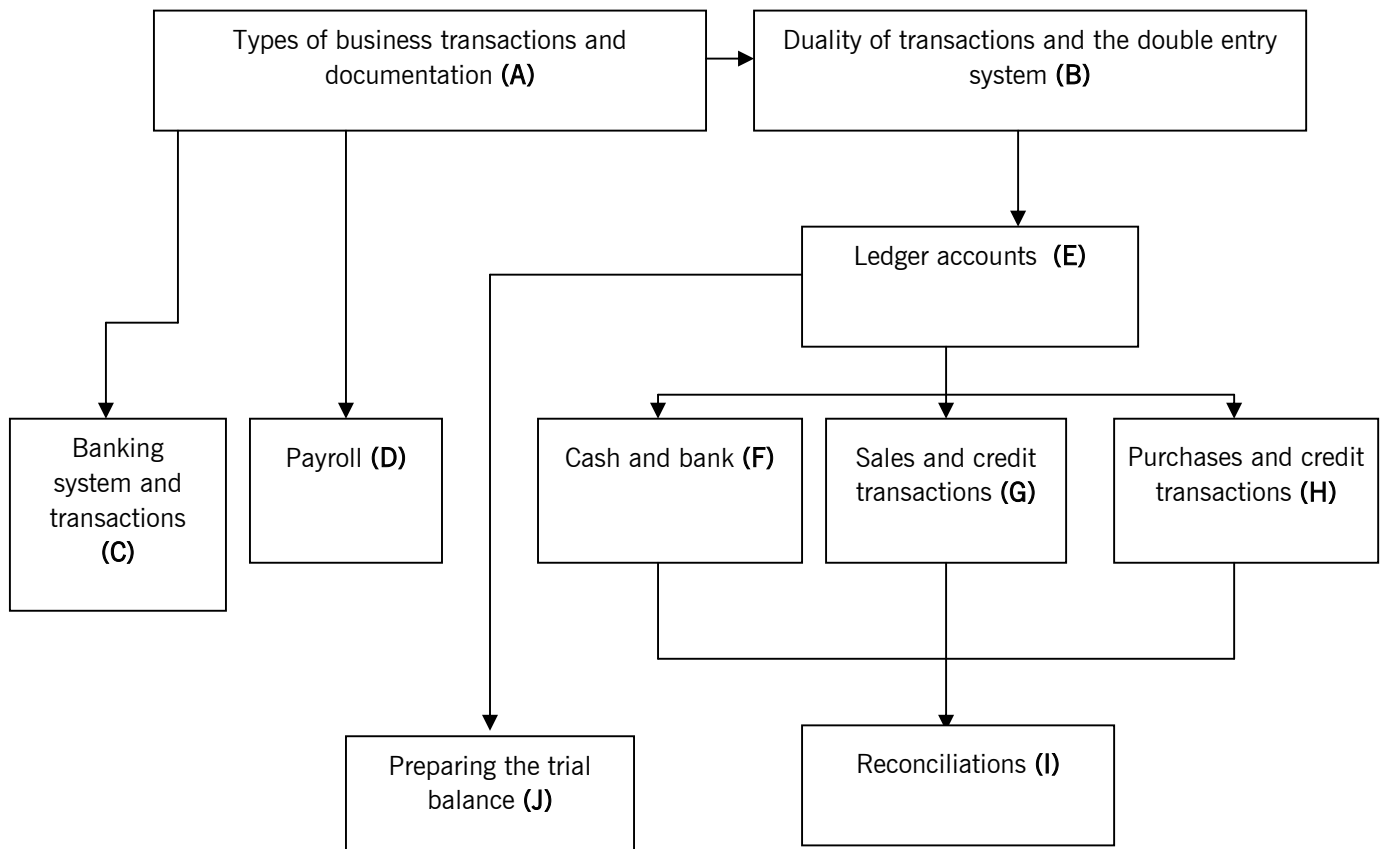 Types of business transactions and
documentation (A)
Duality of transactions and the double entry
system (B)
Ledger accounts (E)
Banking
system and
transactions
(C)
Payroll (D)
Cash and bank (F)
Sales and credit
transactions (G)
Purchases and credit
transactions (H)
Preparing the trial
balance (J)
Reconciliations (I)